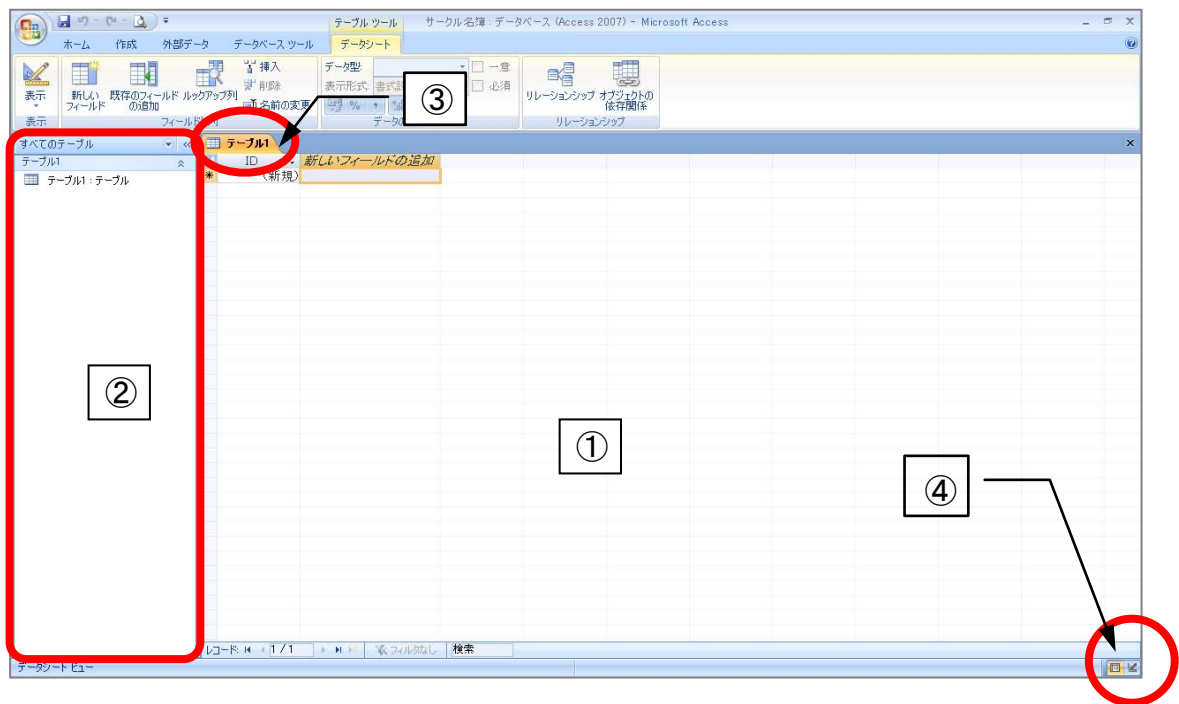 テーブル ツール サークル名簿 : データベース (Access 2007) - Microsoft Access
ホーム 作成 外部データ データベース ツール データシート
表示
新しいフィールド
既存のフィールドの追加
ルックアップ列
挿入
削除
名前の変更
データ型:
表示形式:
一意
必須
リレーションシップ
オブジェクトの依存関係
表示
リレーションシップ
③
すべてのテーブル
テーブル1
テーブル1
テーブル1 : テーブル
ID 新しいフィールドの追加
(新規)
②
①
④
レコード: 1 / 1 フィルタなし 検索
データシート ビュー